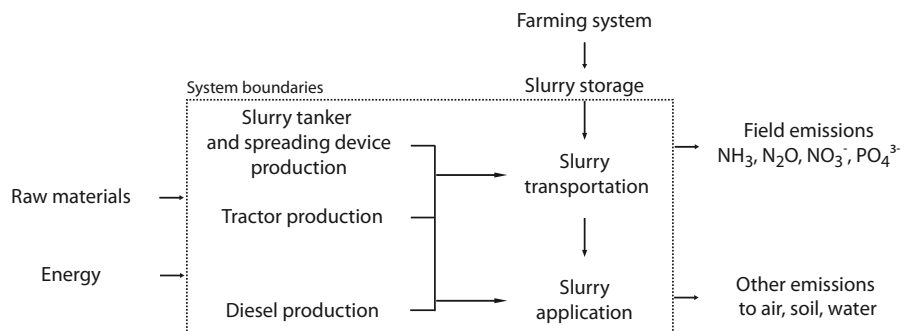 Farming system
System boundaries
Slurry storage
Slurry tanker
and spreading device
production
Slurry
transportation
Field emissions
NH₃, N₂O, NO₃⁻, PO₄³⁻
Raw materials
Tractor production
Energy
Diesel production
Slurry
application
Other emissions
to air, soil, water